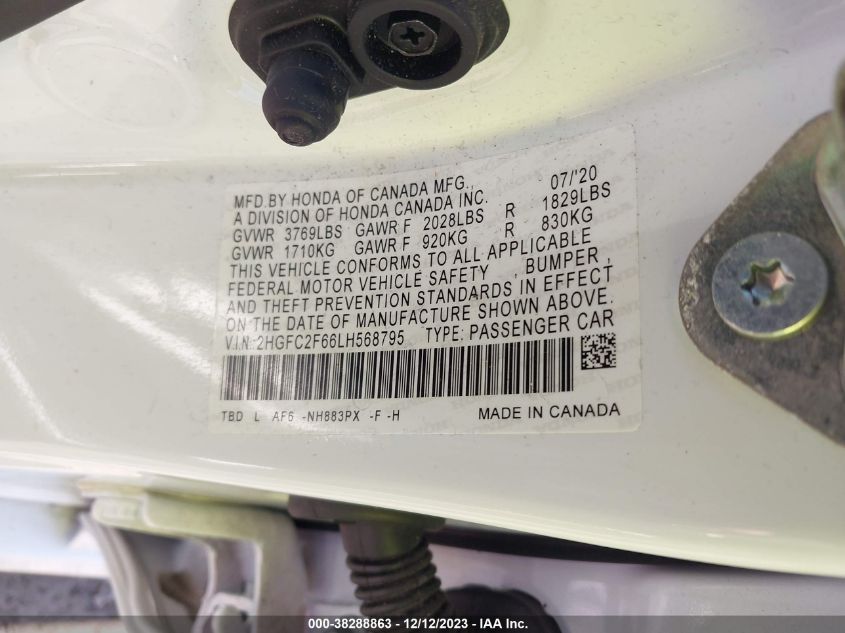 MFD.BY HONDA OF CANADA MFG., 07/'20
A DIVISION OF HONDA CANADA INC.
GVWR 3769LBS GAWR F 2028LBS R 1829LBS
GVWR 1710KG GAWR F 920KG R 830KG
THIS VEHICLE CONFORMS TO ALL APPLICABLE
FEDERAL MOTOR VEHICLE SAFETY , BUMPER ,
AND THEFT PREVENTION STANDARDS IN EFFECT
ON THE DATE OF MANUFACTURE SHOWN ABOVE.
V.I.N.:2HGFC2F66LH568795 TYPE: PASSENGER CAR
TBD L AF6 -NH883PX -F -H MADE IN CANADA
000-38288863 - 12/12/2023 - IAA Inc.